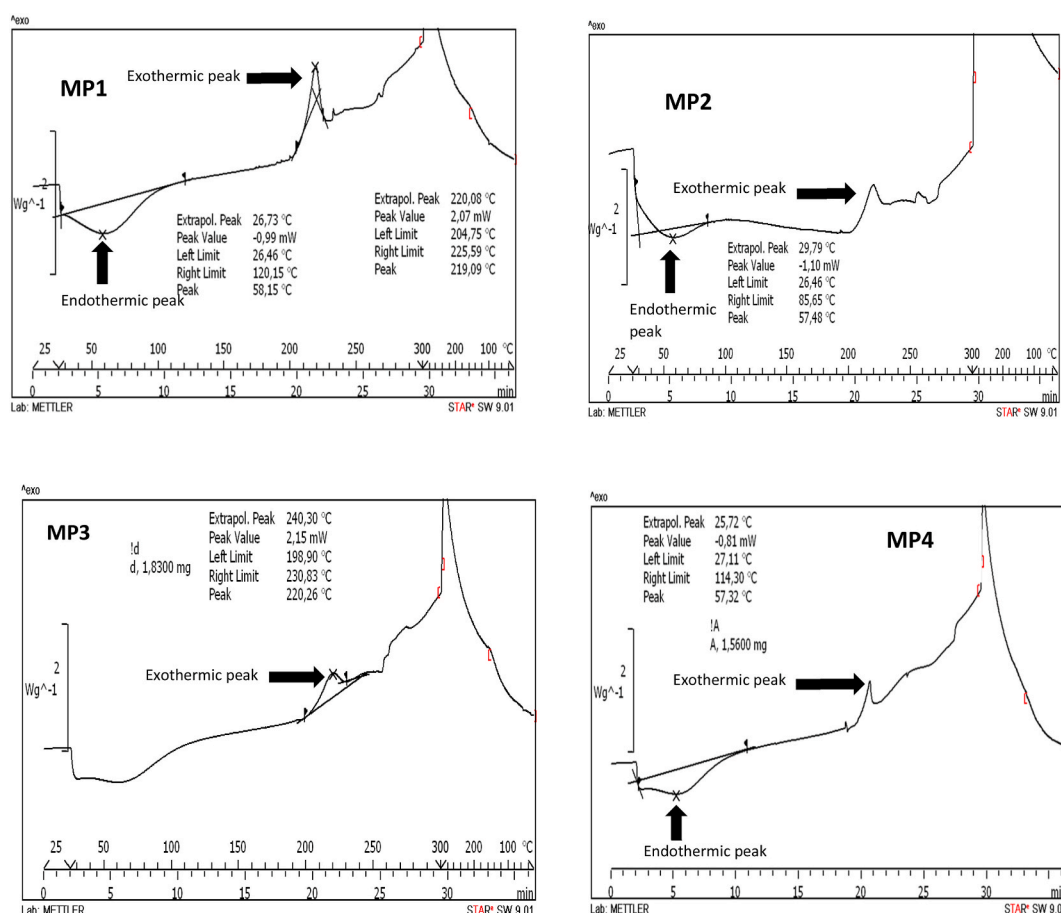 ^exo
MP1
Exothermic peak
2
Wg^-1
Extrapol. Peak 26,73 °C
Peak Value -0,99 mW
Left Limit 26,46 °C
Right Limit 120,15 °C
Peak 58,15 °C
Extrapol. Peak 220,08 °C
Peak Value 2,07 mW
Left Limit 204,75 °C
Right Limit 225,59 °C
Peak 219,09 °C
Endothermic peak
25 50 100 150 200 250 300 200 100 °C
0 5 10 15 20 25 30 min
Lab: METTLER
STAR® SW 9.01
^exo
MP2
Exothermic peak
2
Wg^-1
Extrapol. Peak 29,79 °C
Peak Value -1,10 mW
Left Limit 26,46 °C
Right Limit 85,65 °C
Peak 57,48 °C
Endothermic
peak
25 50 100 150 200 250 300 200 100 °C
0 5 10 15 20 25 30 min
Lab: METTLER
STAR® SW 9.01
^exo
MP3
!d
d, 1,8300 mg
Extrapol. Peak 240,30 °C
Peak Value 2,15 mW
Left Limit 198,90 °C
Right Limit 230,83 °C
Peak 220,26 °C
Exothermic peak
2
Wg^-1
25 50 100 150 200 250 300 200 100 °C
0 5 10 15 20 25 30 min
Lab: METTLER
STAR® SW 9.01
^exo
MP4
Extrapol. Peak 25,72 °C
Peak Value -0,81 mW
Left Limit 27,11 °C
Right Limit 114,30 °C
Peak 57,32 °C
!A
A, 1,5600 mg
Exothermic peak
2
Wg^-1
Endothermic peak
0 5 10 15 20 25 30
Lab: METTLER
STAR® SW 9.0